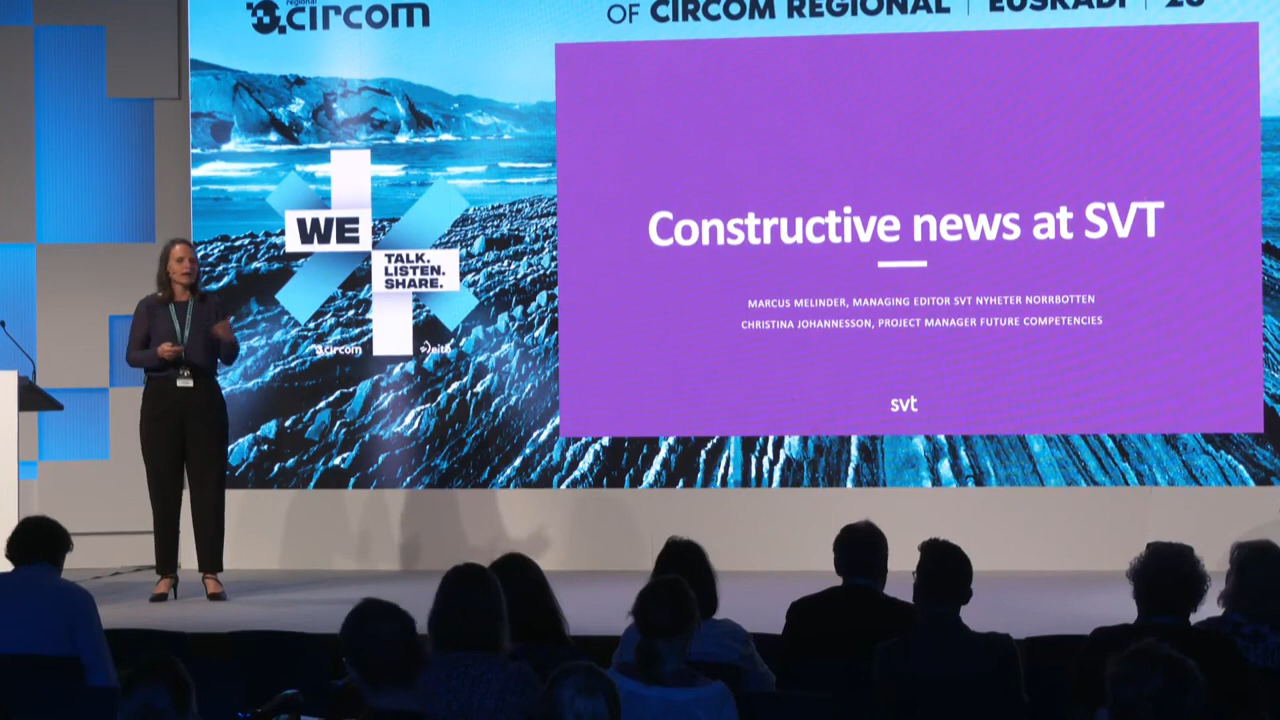 regional
circom
OF CIRCOM REGIONAL | EUSKADI |
WE
TALK.
LISTEN.
SHARE.
circom
eitb
Constructive news at SVT
MARCUS MELINDER, MANAGING EDITOR SVT NYHETER NORRBOTTEN
CHRISTINA JOHANNESSON, PROJECT MANAGER FUTURE COMPETENCIES
svt